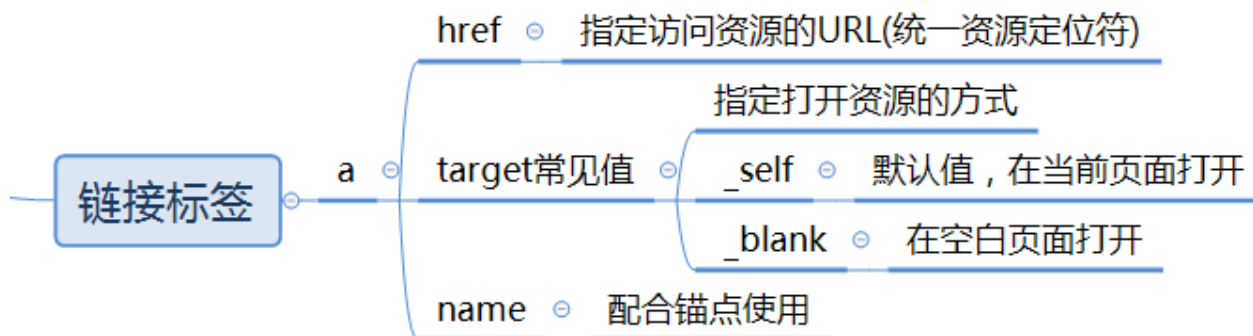 链接标签
a
href
指定访问资源的URL(统一资源定位符)
target常见值
指定打开资源的方式
_self
默认值，在当前页面打开
_blank
在空白页面打开
name
配合锚点使用